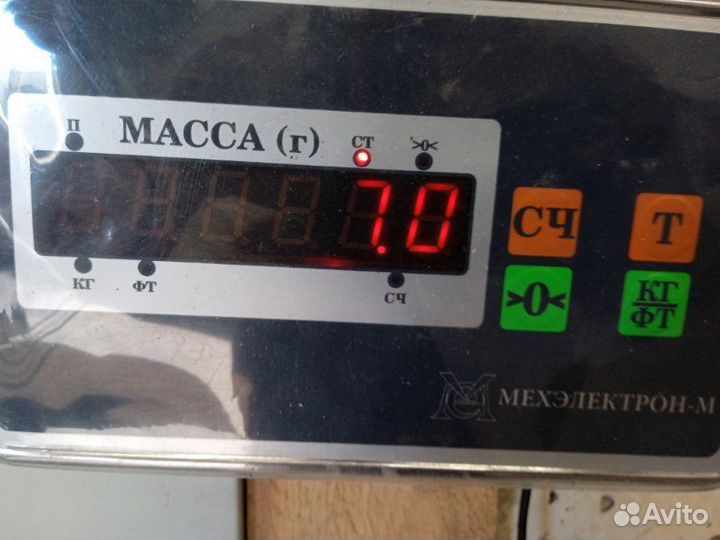 П МАССА (г) СТ >0<
7.0
КГ ФТ СЧ
СЧ Т
>0< КГ/ФТ
МЕХЭЛЕКТРОН-М
Avito